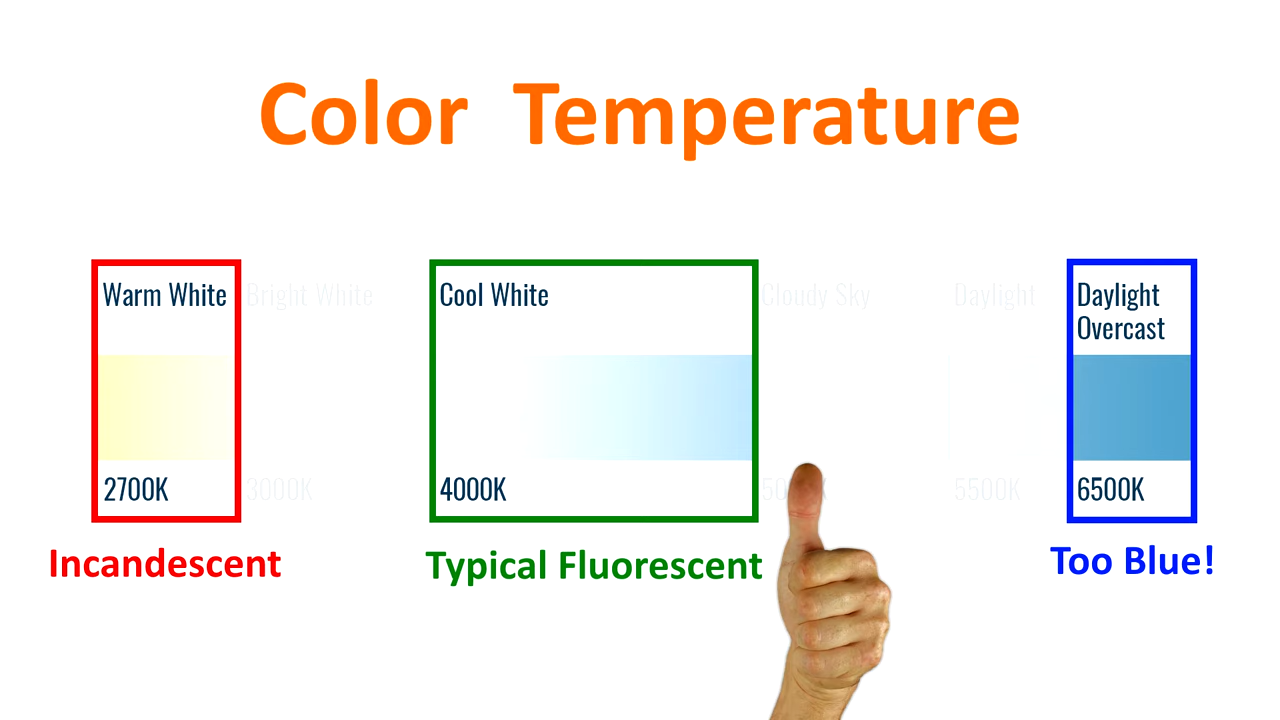 Color Temperature
Warm White
Bright White
Cool White
Cloudy Sky
Daylight
Daylight
Overcast
2700K
3000K
4000K
5500K
6500K
Incandescent
Typical Fluorescent
Too Blue!